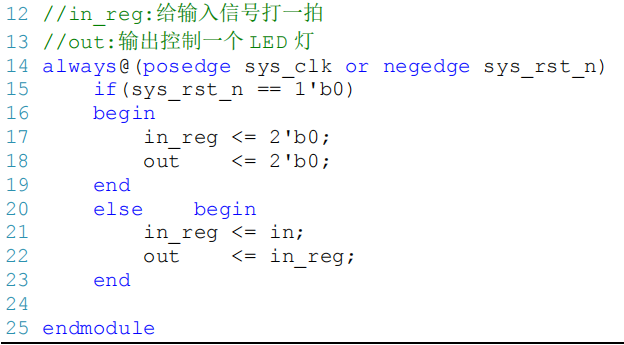 12 //in_reg:给输入信号打一拍
13 //out:输出控制一个 LED 灯
14 always@(posedge sys_clk or negedge sys_rst_n)
15     if(sys_rst_n == 1'b0)
16     begin
17         in_reg <= 2'b0;
18         out    <= 2'b0;
19     end
20     else    begin
21         in_reg <= in;
22         out    <= in_reg;
23     end
24
25 endmodule